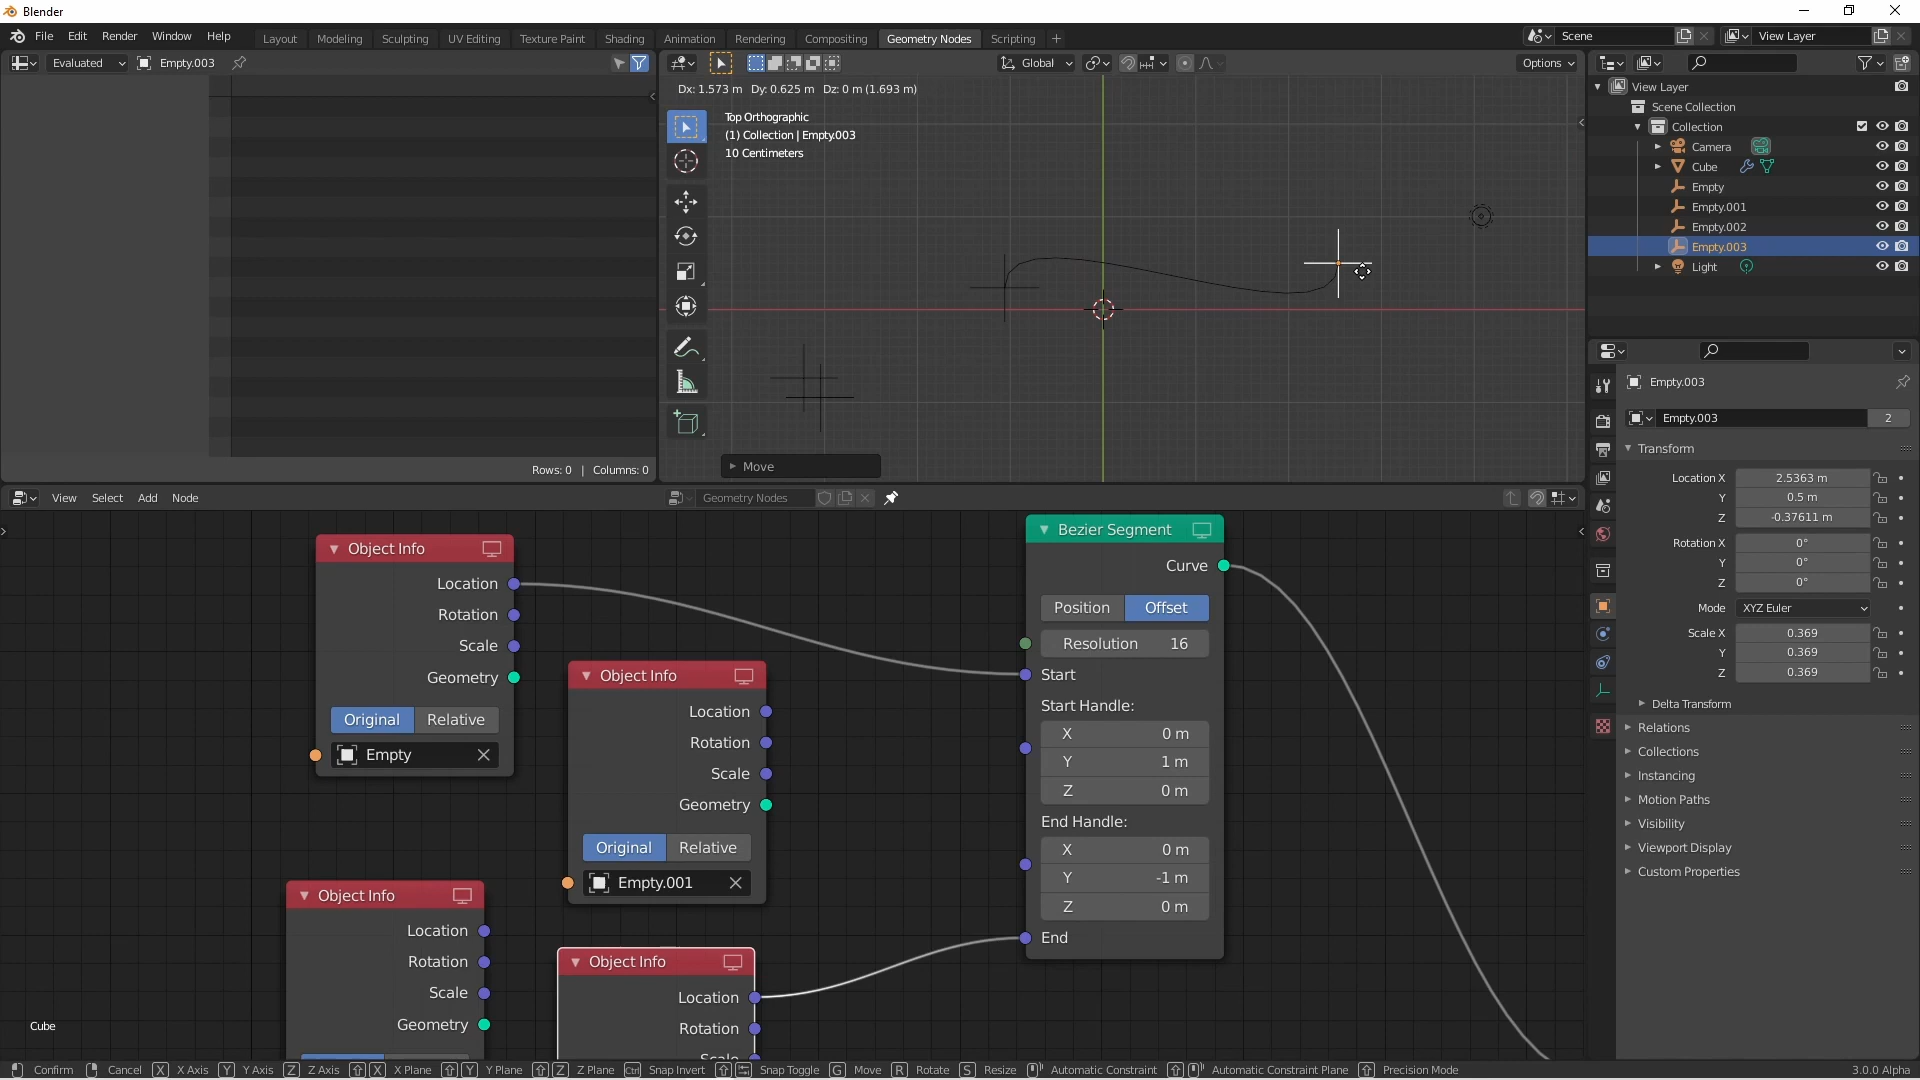 Blender
File Edit Render Window Help
Layout Modeling Sculpting UV Editing Texture Paint Shading Animation Rendering Compositing Geometry Nodes Scripting +
Scene
View Layer
Evaluated Empty.003
Global
Options
Dx: 1.573 m Dy: 0.625 m Dz: 0 m (1.693 m)
Top Orthographic
(1) Collection | Empty.003
10 Centimeters
Move
Rows: 0 | Columns: 0
View Layer
Scene Collection
Collection
Camera
Cube
Empty
Empty.001
Empty.002
Empty.003
Light
Empty.003
Empty.003 2
Transform
Location X 2.5363 m
Y 0.5 m
Z -0.37611 m
Rotation X 0°
Y 0°
Z 0°
Mode XYZ Euler
Scale X 0.369
Y 0.369
Z 0.369
Delta Transform
Relations
Collections
Instancing
Motion Paths
Visibility
Viewport Display
Custom Properties
View Select Add Node
Geometry Nodes
Object Info
Location
Rotation
Scale
Geometry
Original Relative
Empty
Object Info
Location
Rotation
Scale
Geometry
Original Relative
Empty.001
Object Info
Location
Rotation
Scale
Geometry
Object Info
Location
Rotation
Scale
Bezier Segment
Curve
Position Offset
Resolution 16
Start
Start Handle:
X 0 m
Y 1 m
Z 0 m
End Handle:
X 0 m
Y -1 m
Z 0 m
End
Cube
Confirm Cancel X X Axis Y Y Axis Z Z Axis X X Plane Y Y Plane Z Z Plane Ctrl Snap Invert Snap Toggle G Move R Rotate S Resize Automatic Constraint Automatic Constraint Plane Precision Mode
3.0.0 Alpha